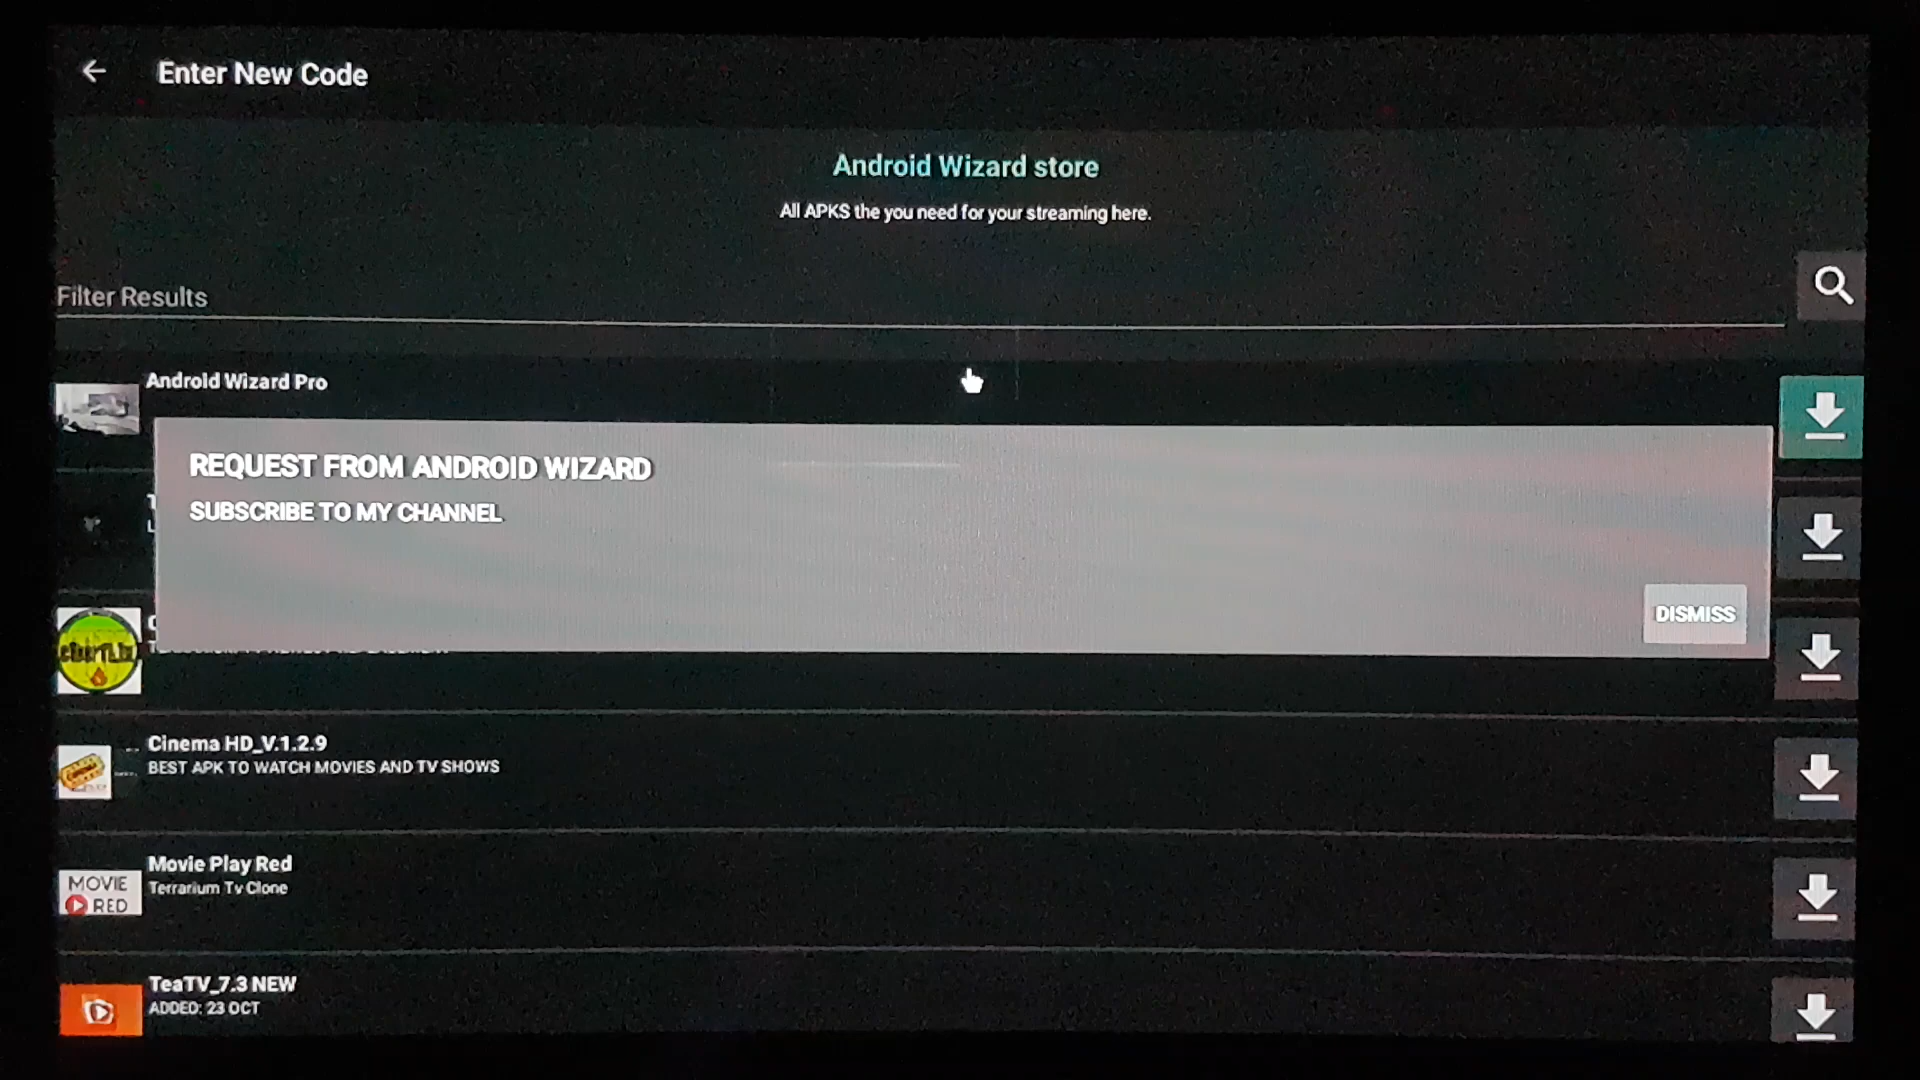 Enter New Code
Android Wizard store
All APKS the you need for your streaming here.
Filter Results
Android Wizard Pro
REQUEST FROM ANDROID WIZARD
SUBSCRIBE TO MY CHANNEL
DISMISS
Cinema HD_V.1.2.9
BEST APK TO WATCH MOVIES AND TV SHOWS
MOVIE
RED
Movie Play Red
Terrarium Tv Clone
TeaTV_7.3 NEW
ADDED: 23 OCT